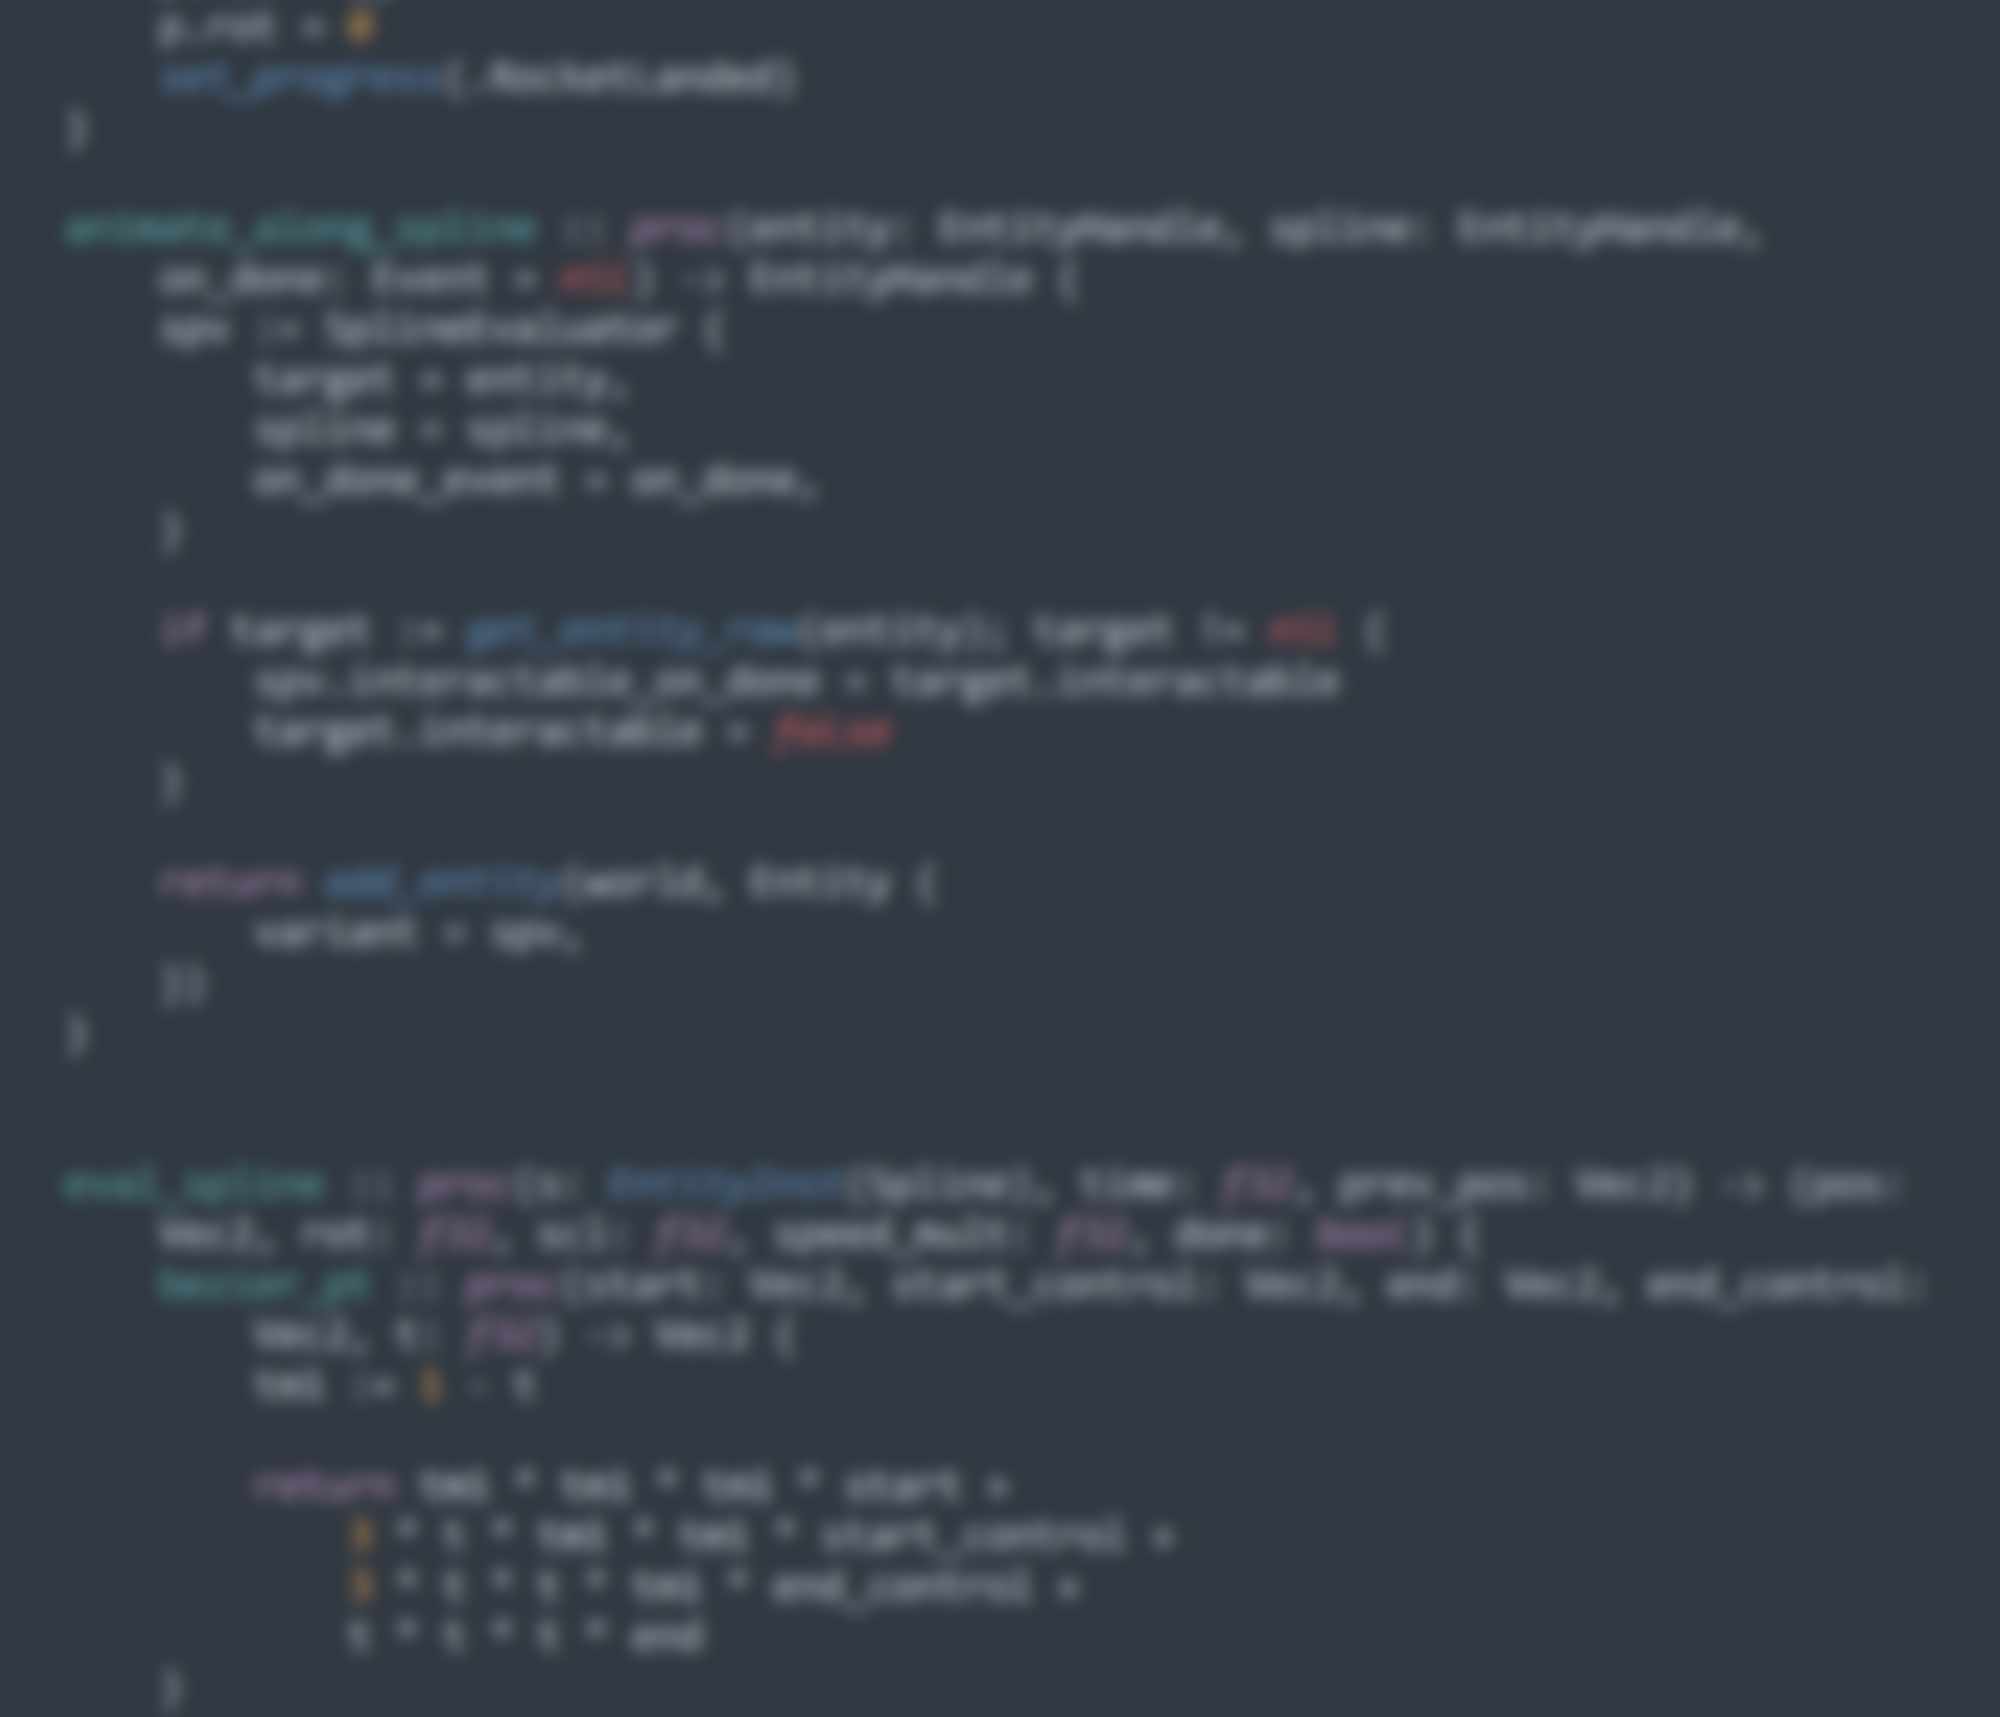 p.rot = 0
set_progress(.RocketLanded)
}
animate_along_spline :: proc(entity: EntityHandle, spline: EntityHandle,
on_done: Event = nil) -> EntityHandle {
spv := SplineEvaluator {
target = entity,
spline = spline,
on_done_event = on_done,
}
if target := get_entity_raw(entity); target != nil {
spv.interactable_on_done = target.interactable
target.interactable = false
}
return add_entity(world, Entity {
variant = spv,
})
}
eval_spline :: proc(s: EntityInst(Spline), time: f32, prev_pos: Vec2) -> (pos:
Vec2, rot: f32, scl: f32, speed_mult: f32, done: bool) {
bezier_pt :: proc(start: Vec2, start_control: Vec2, end: Vec2, end_control:
Vec2, t: f32) -> Vec2 {
tmi := 1 - t
return tmi * tmi * tmi * start +
3 * t * tmi * tmi * start_control +
3 * t * t * tmi * end_control +
t * t * t * end
}